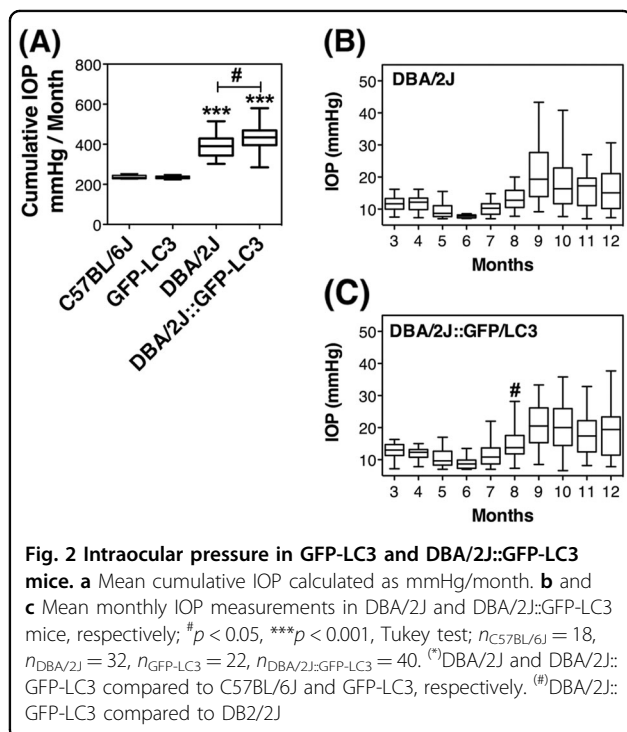 (A)
Cumulative IOP
mmHg / Month
800
600
400
200
0
***
#
***
C57BL/6J
GFP-LC3
DBA/2J
DBA/2J::GFP-LC3
(B)
DBA/2J
IOP (mmHg)
50
40
30
20
10
3 4 5 6 7 8 9 10 11 12
Months
(C)
DBA/2J::GFP/LC3
IOP (mmHg)
50
40
30
20
10
#
3 4 5 6 7 8 9 10 11 12
Months
Fig. 2 Intraocular pressure in GFP-LC3 and DBA/2J::GFP-LC3
mice. a Mean cumulative IOP calculated as mmHg/month. b and
c Mean monthly IOP measurements in DBA/2J and DBA/2J::GFP-LC3
mice, respectively; #p < 0.05, ***p < 0.001, Tukey test; nC57BL/6J = 18,
nDBA/2J = 32, nGFP-LC3 = 22, nDBA/2J::GFP-LC3 = 40. (*)DBA/2J and DBA/2J::
GFP-LC3 compared to C57BL/6J and GFP-LC3, respectively. (#)DBA/2J::
GFP-LC3 compared to DB2/2J